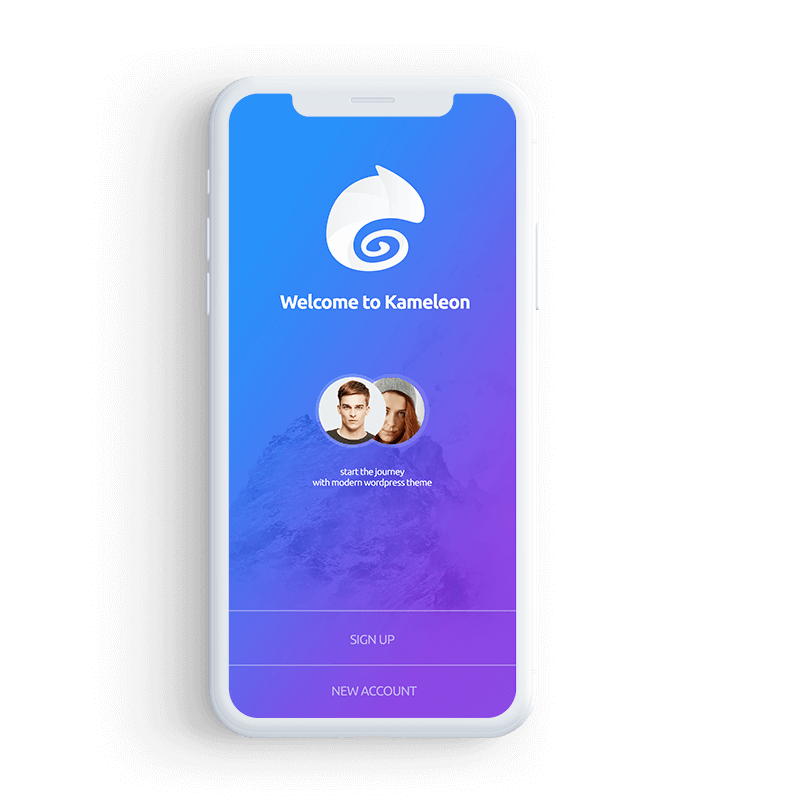 Welcome to Kameleon
start the journey
with modern wordpress theme
SIGN UP
NEW ACCOUNT